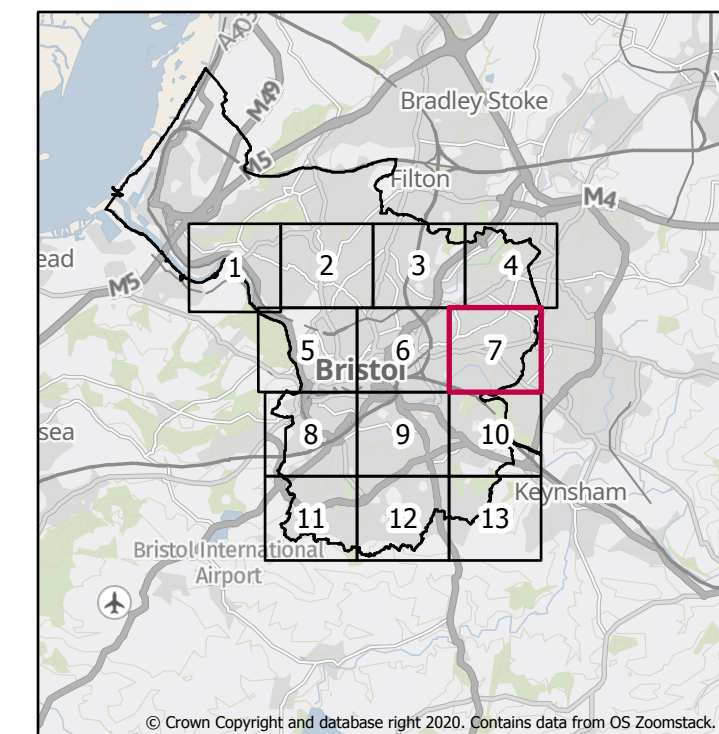 A403
M49
Bradley Stoke
M5
Filton
M4
ead
M5
1
2
3
4
5
6
7
Bristol
sea
8
9
10
Keynsham
11
12
13
Bristol International
Airport
© Crown Copyright and database right 2020. Contains data from OS Zoomstack.